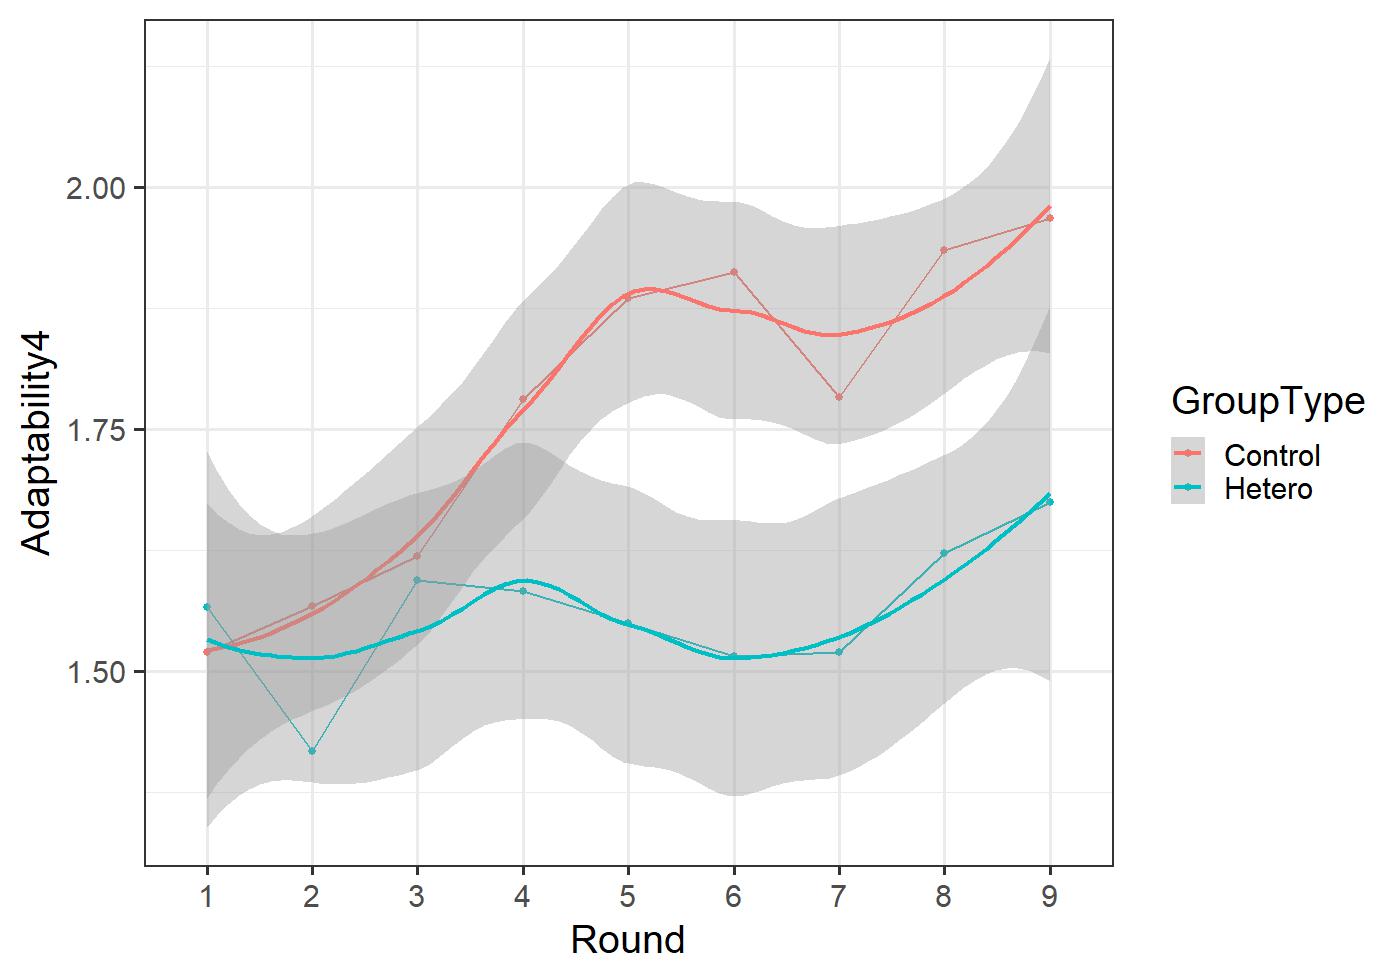 Adaptability4
2.00
1.75
1.50
1 2 3 4 5 6 7 8 9
Round
GroupType
Control
Hetero